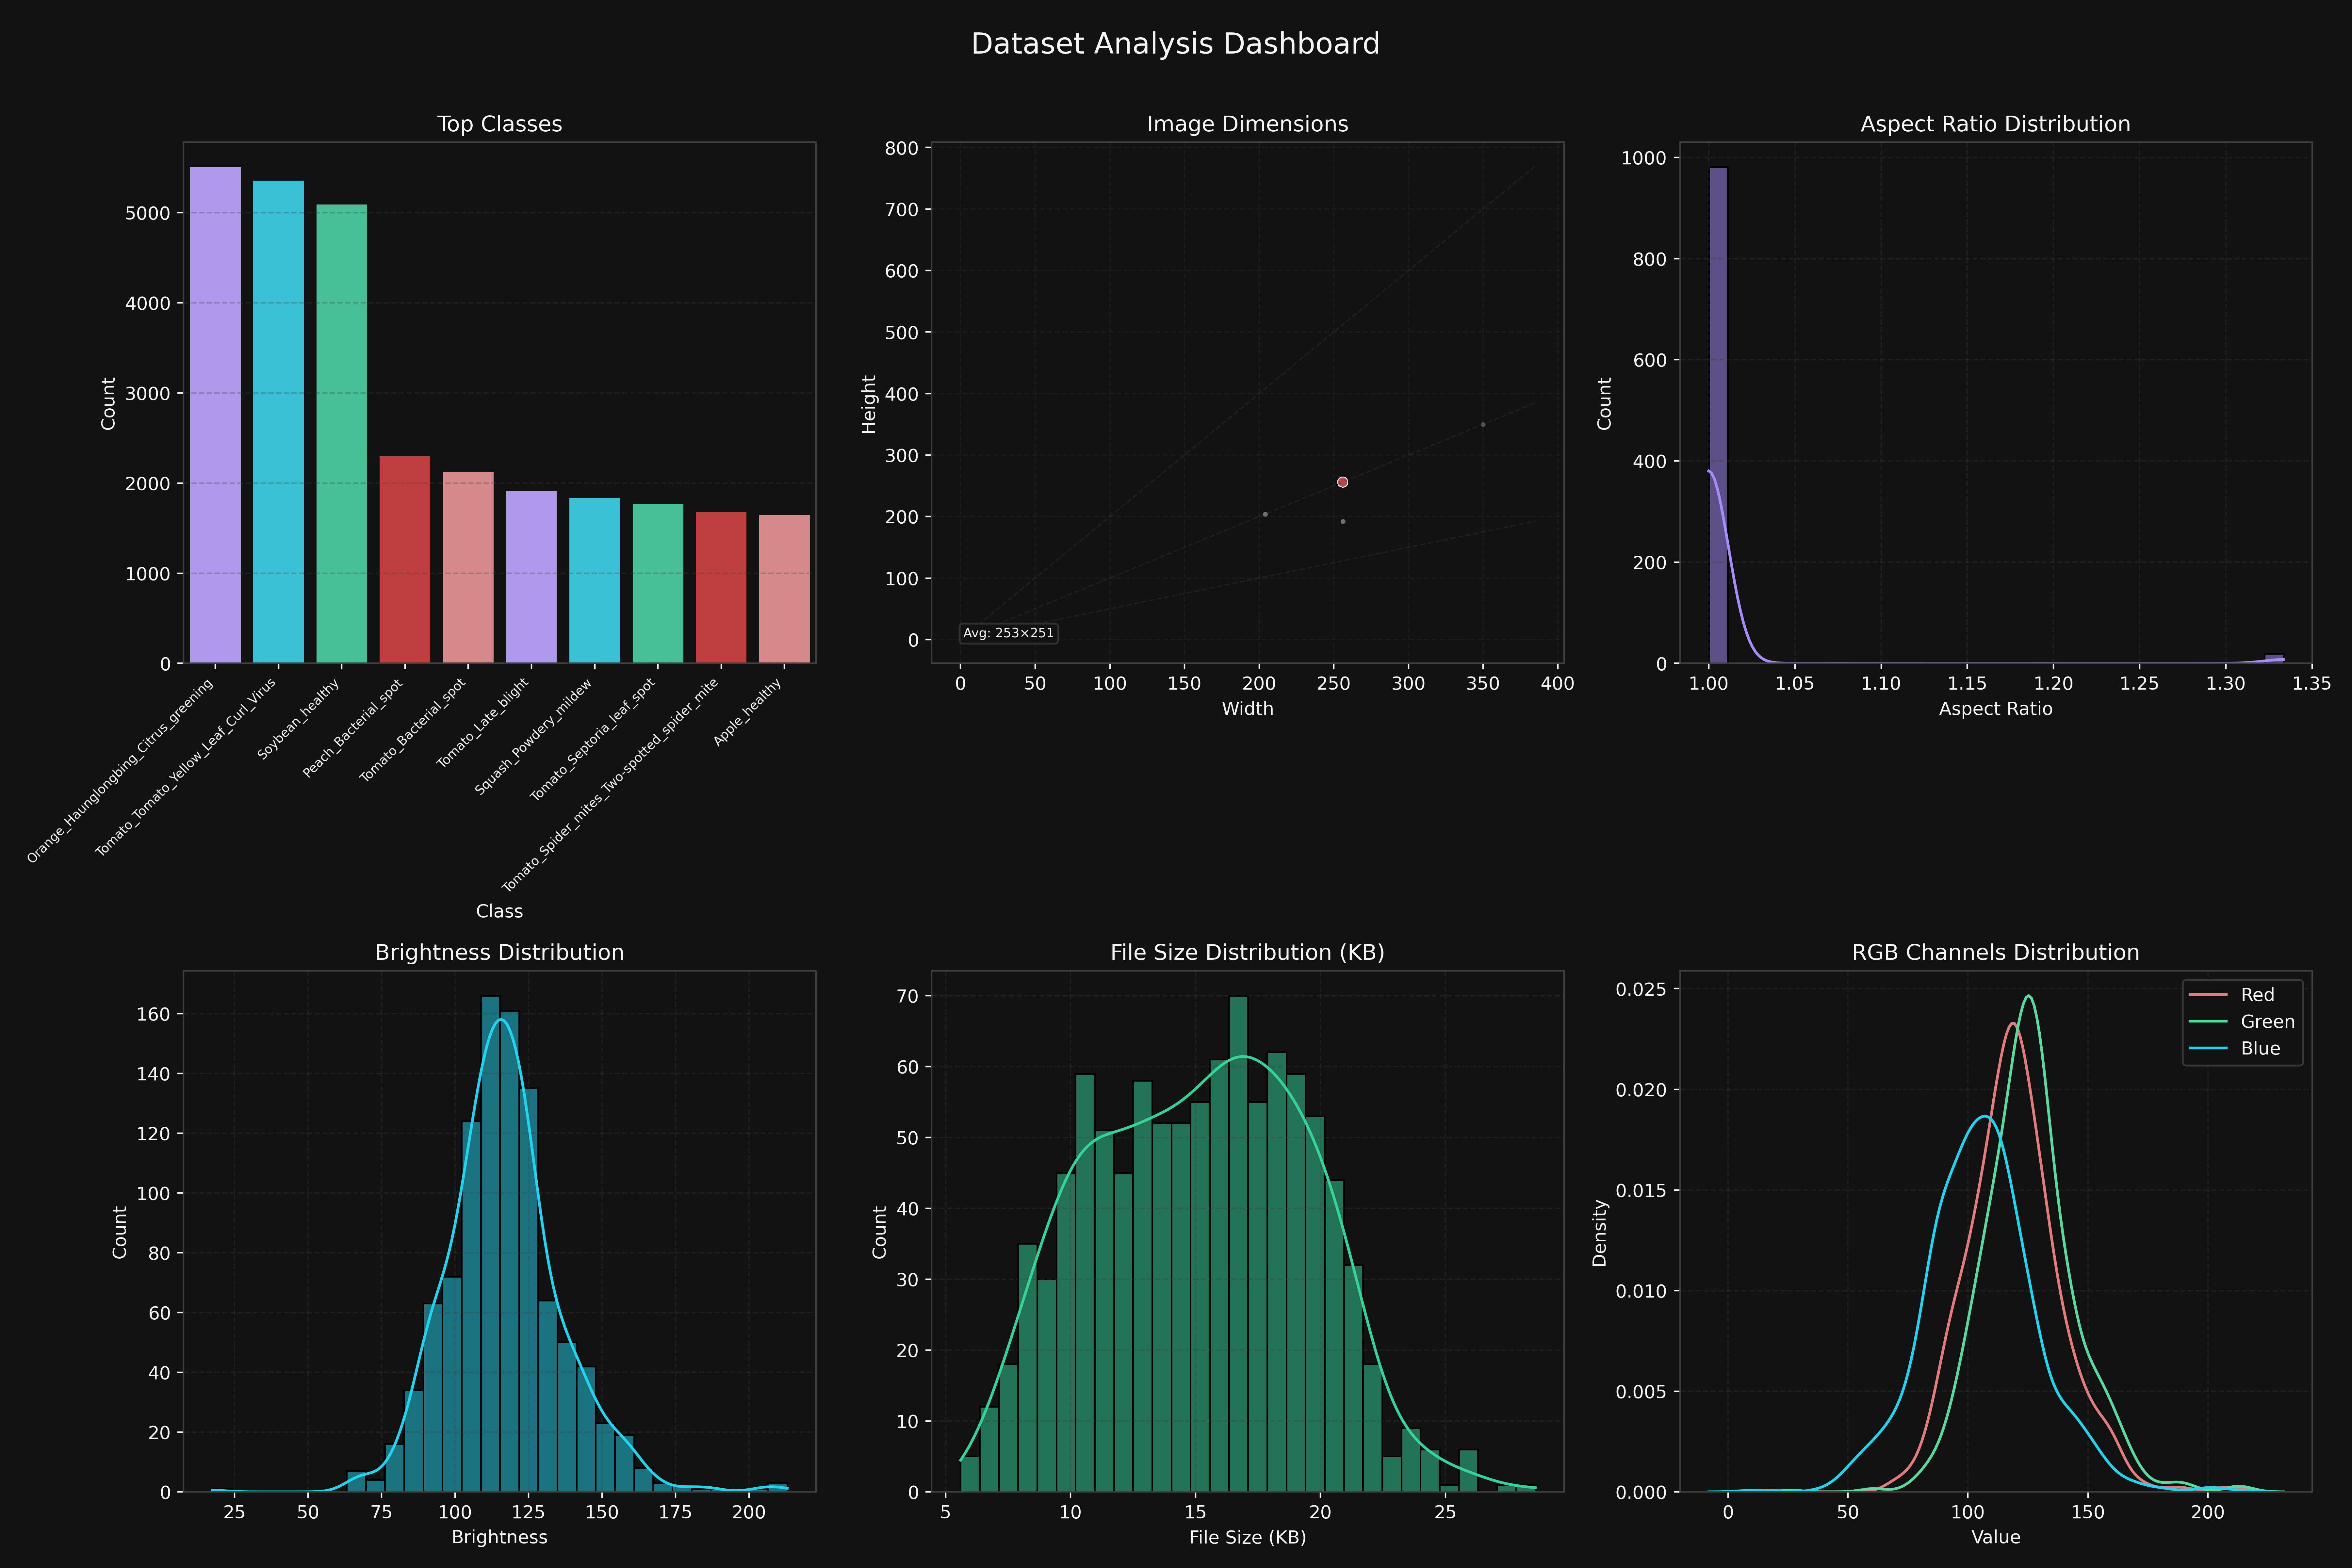 Dataset Analysis Dashboard
Top Classes
Count
5000
4000
3000
2000
1000
0
Orange_Haunglongbing_Citrus_greening
Tomato_Tomato_Yellow_Leaf_Curl_Virus
Soybean_healthy
Peach_Bacterial_spot
Tomato_Bacterial_spot
Tomato_Late_blight
Squash_Powdery_mildew
Tomato_Septoria_leaf_spot
Tomato_Spider_mites_Two-spotted_spider_mite
Apple_healthy
Class
Image Dimensions
Height
800
700
600
500
400
300
200
100
0
Avg: 253×251
0 50 100 150 200 250 300 350 400
Width
Aspect Ratio Distribution
Count
1000
800
600
400
200
0
1.00 1.05 1.10 1.15 1.20 1.25 1.30 1.35
Aspect Ratio
Brightness Distribution
Count
160
140
120
100
80
60
40
20
0
25 50 75 100 125 150 175 200
Brightness
File Size Distribution (KB)
Count
70
60
50
40
30
20
10
0
5 10 15 20 25
File Size (KB)
RGB Channels Distribution
Density
0.025
0.020
0.015
0.010
0.005
0.000
Red
Green
Blue
0 50 100 150 200
Value